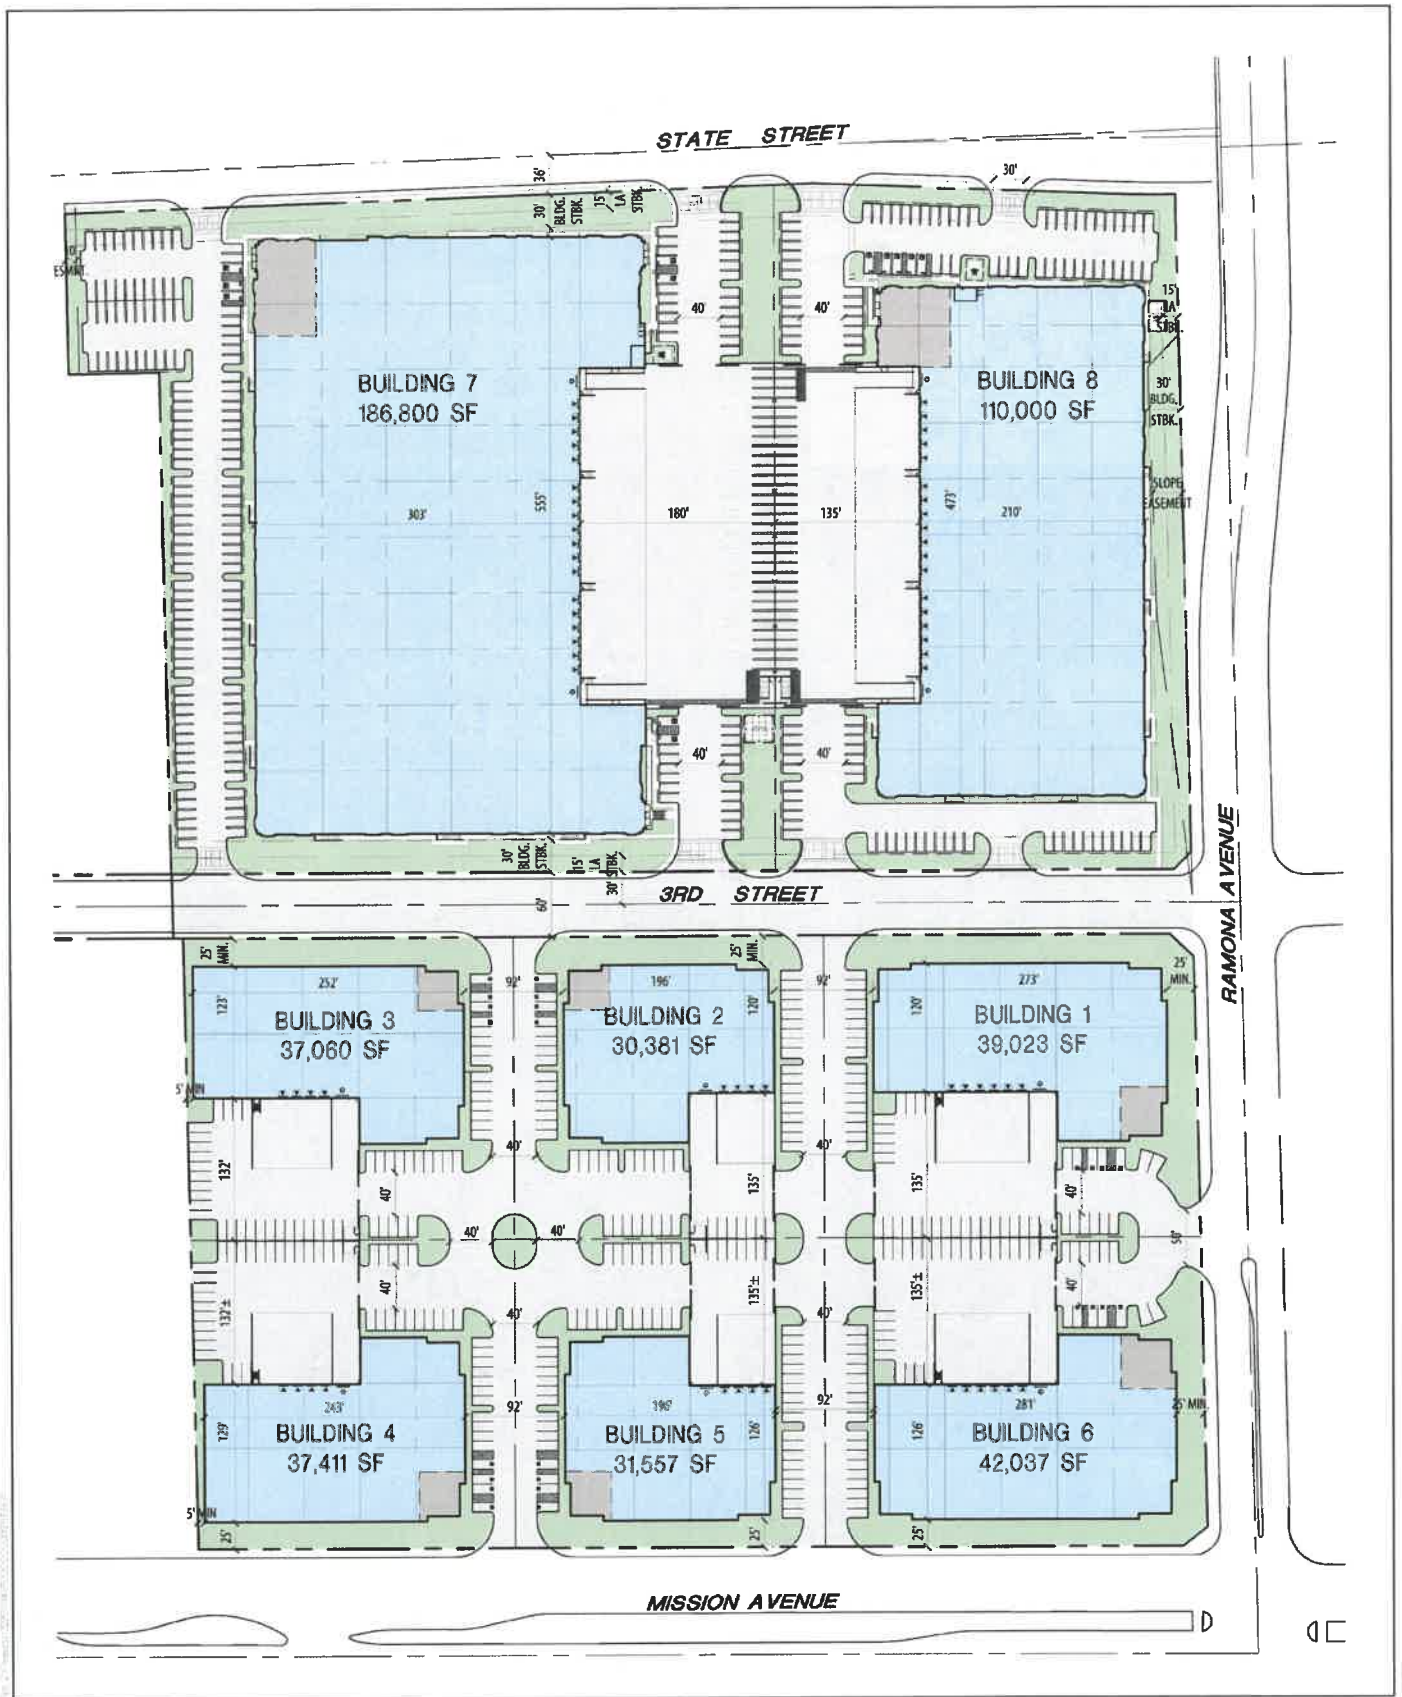 STATE STREET
36'
30'
30'
BLDG.
STBK.
15'
LA
STBK.
ESMNT.
15'
LA
STBK.
40'
40'
BUILDING 7
186,800 SF
BUILDING 8
110,000 SF
30'
BLDG.
STBK.
SLOPE
EASEMENT
303'
555'
180'
135'
473'
210'
40'
40'
30'
BLDG.
STBK.
15'
LA
STBK.
30'
60'
3RD STREET
RAMONA AVENUE
25'
MIN.
25'
MIN.
25'
MIN.
252'
92'
196'
92'
273'
123'
120'
120'
BUILDING 3
37,060 SF
BUILDING 2
30,381 SF
BUILDING 1
39,023 SF
5' MIN
40'
40'
132'
40'
135'
135'
40'
40'
40'
50'
132'±
40'
135'±
135'±
40'
40'
40'
243'
92'
196'
92'
281'
25' MIN.
129'
126'
126'
BUILDING 4
37,411 SF
BUILDING 5
31,557 SF
BUILDING 6
42,037 SF
5' MIN
25'
25'
25'
MISSION AVENUE